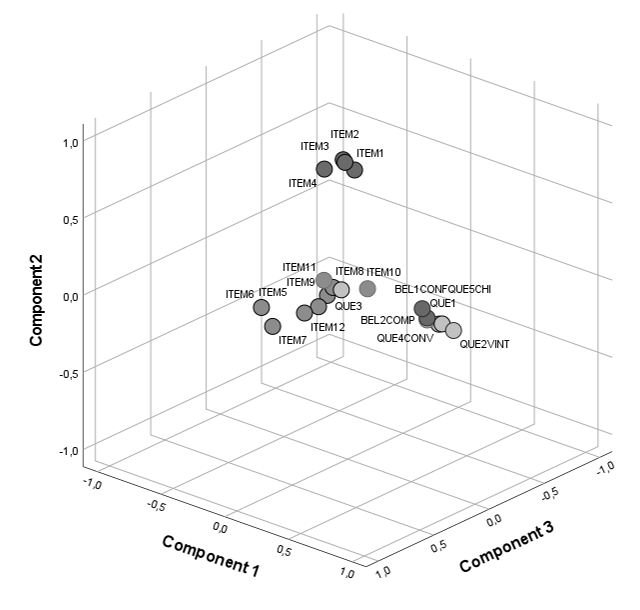 ITEM2
ITEM3
ITEM1
ITEM4
1,0
0,5
0,0
-0,5
-1,0
Component2
ITEM11
ITEM8
ITEM10
ITEM9
ITEM6
ITEM5
QUE3
ITEM12
ITEM7
BEL1CONFQUE5CHI
QUE1
BEL2COMP
QUE4CONV
QUE2VINT
-1,0
-0,5
0,0
0,5
1,0
Component 1
1,0
0,5
0,0
-0,5
-1,0
Component 3